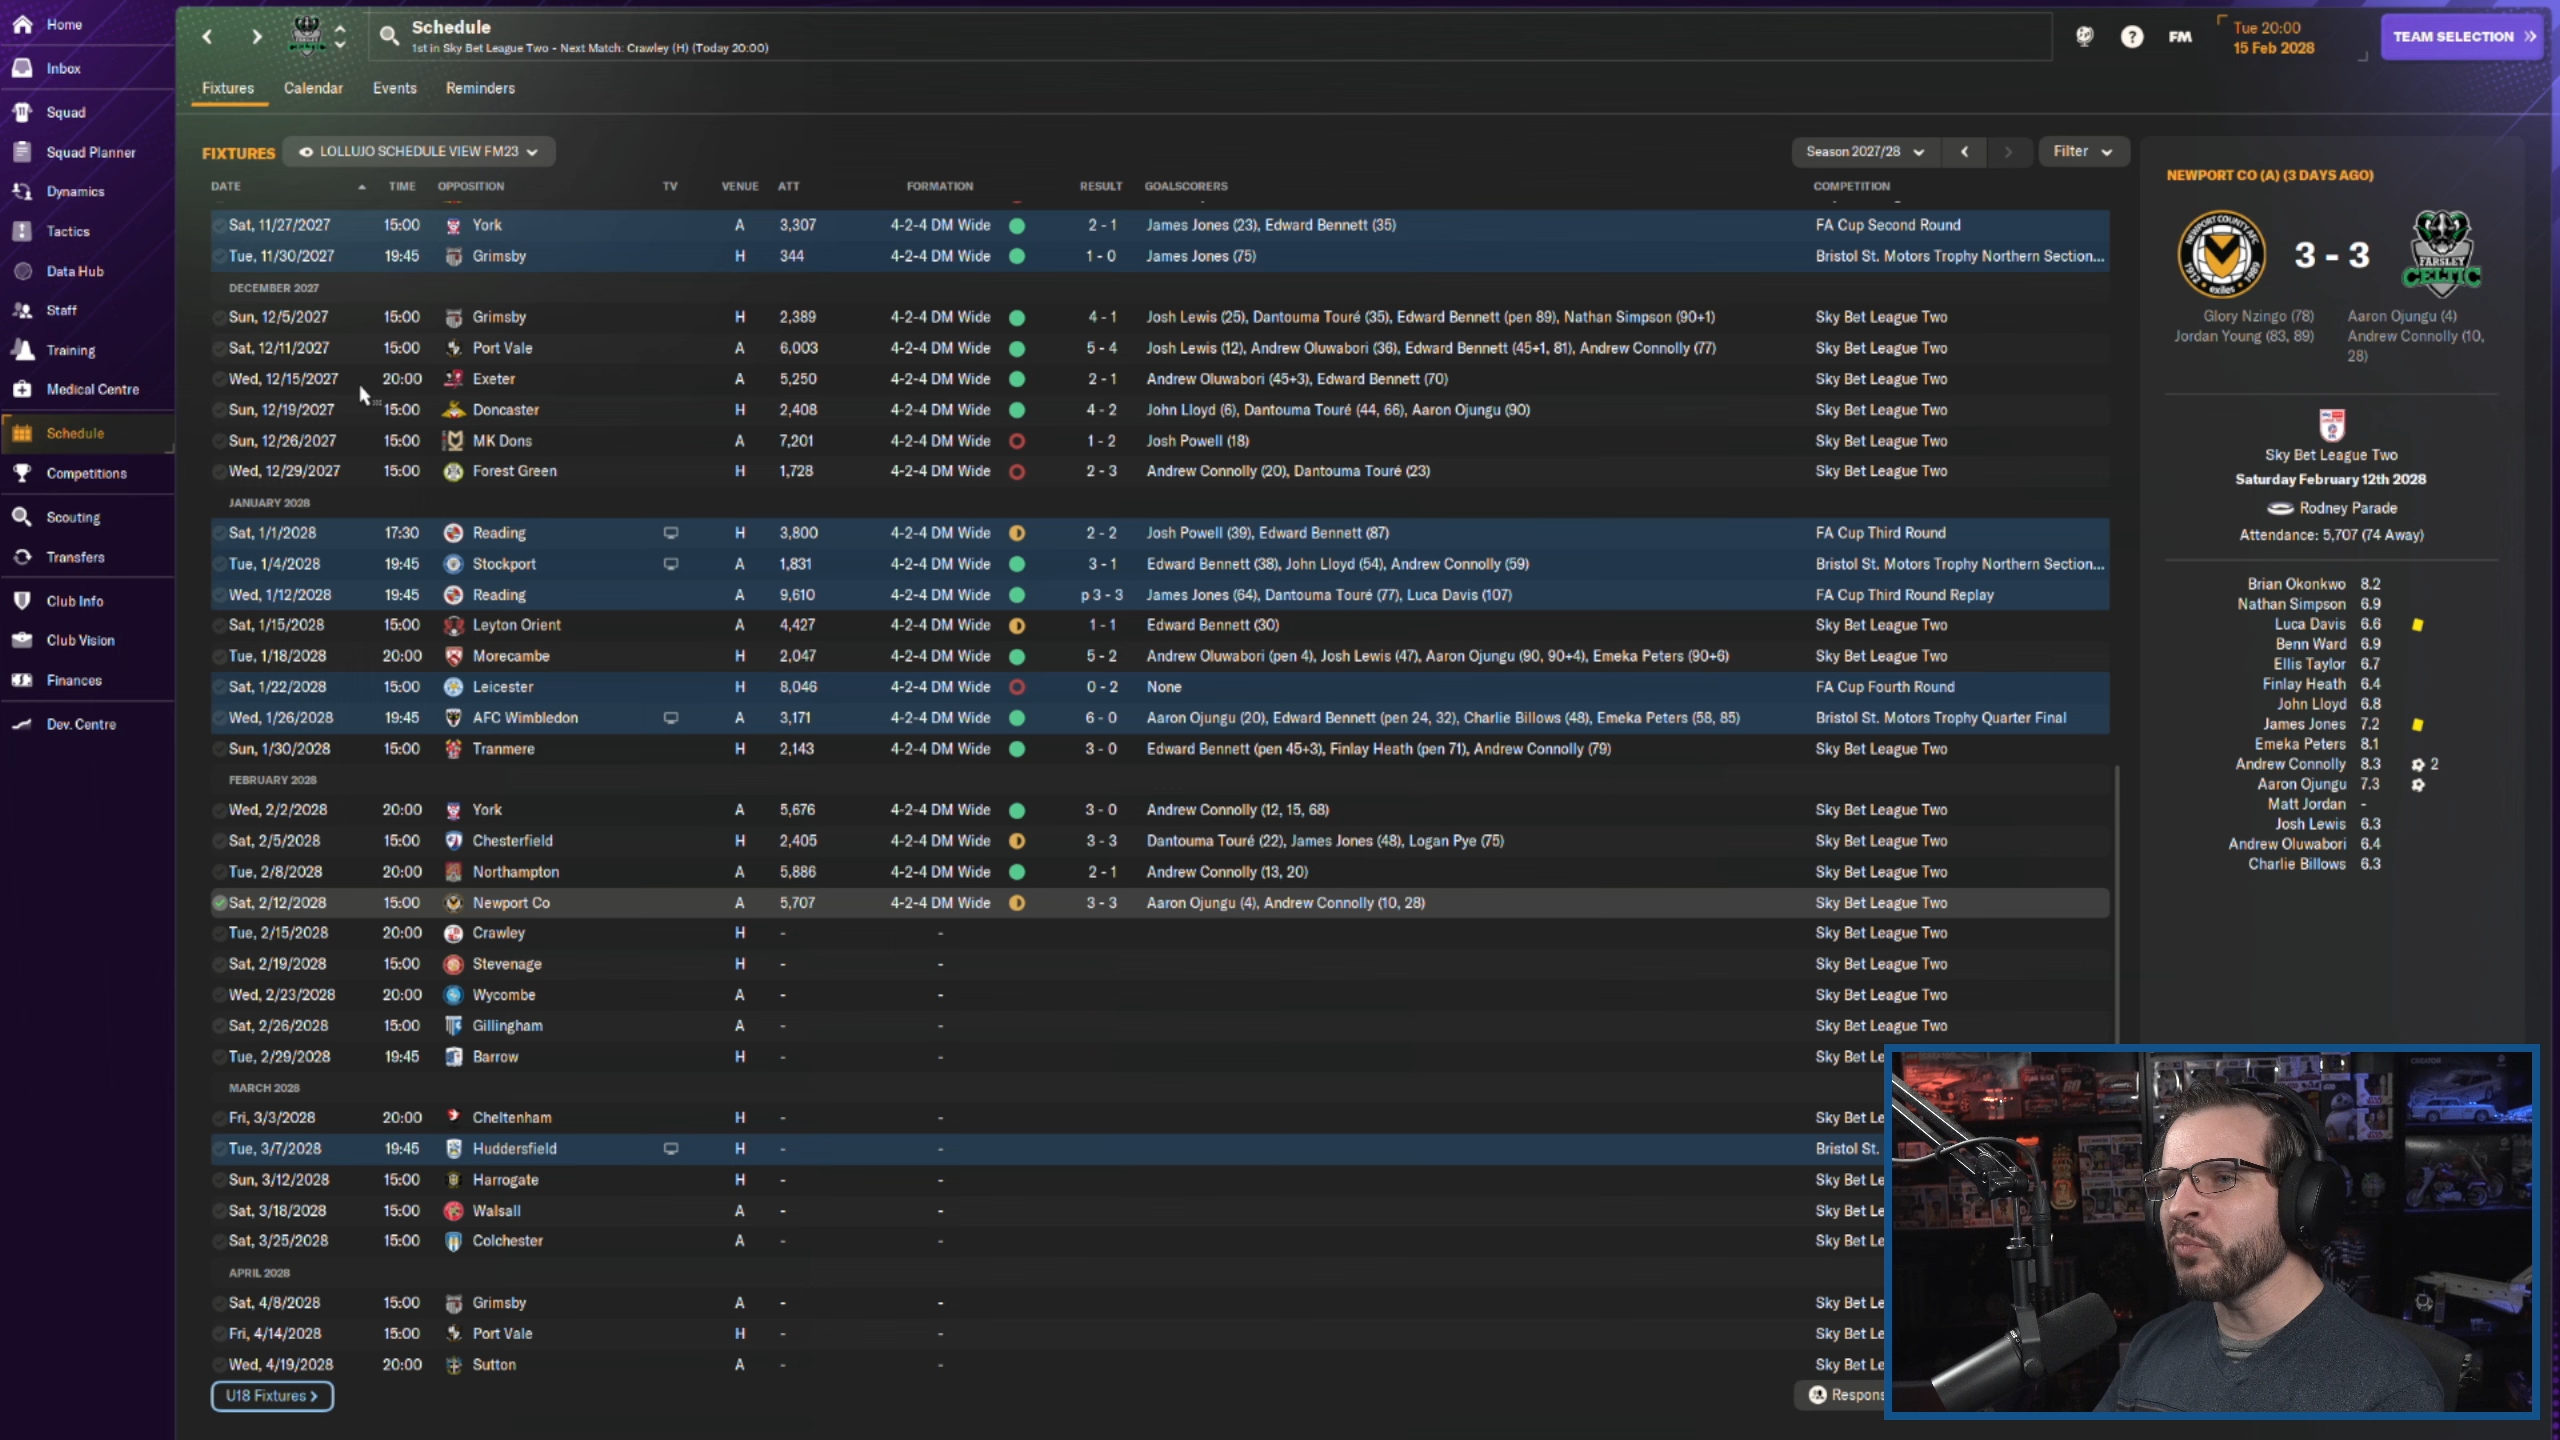 Home
Inbox
Squad
Squad Planner
Dynamics
Tactics
Data Hub
Staff
Training
Medical Centre
Schedule
Competitions
Scouting
Transfers
Club Info
Club Vision
Finances
Dev. Centre
Schedule
1st in Sky Bet League Two - Next Match: Crawley (H) (Today 20:00)
FM
Tue 20:00
15 Feb 2028
TEAM SELECTION
Fixtures Calendar Events Reminders
FIXTURES LOLLUJO SCHEDULE VIEW FM23 Season 2027/28 Filter
DATE TIME OPPOSITION TV VENUE ATT FORMATION RESULT GOALSCORERS COMPETITION
Sat, 11/27/2027 15:00 York A 3,307 4-2-4 DM Wide 2 - 1 James Jones (23), Edward Bennett (35) FA Cup Second Round
Tue, 11/30/2027 19:45 Grimsby H 344 4-2-4 DM Wide 1 - 0 James Jones (75) Bristol St. Motors Trophy Northern Section...
DECEMBER 2027
Sun, 12/5/2027 15:00 Grimsby H 2,389 4-2-4 DM Wide 4 - 1 Josh Lewis (25), Dantouma Touré (35), Edward Bennett (pen 89), Nathan Simpson (90+1) Sky Bet League Two
Sat, 12/11/2027 15:00 Port Vale A 6,003 4-2-4 DM Wide 5 - 4 Josh Lewis (12), Andrew Oluwabori (36), Edward Bennett (45+1, 81), Andrew Connolly (77) Sky Bet League Two
Wed, 12/15/2027 20:00 Exeter A 5,250 4-2-4 DM Wide 2 - 1 Andrew Oluwabori (45+3), Edward Bennett (70) Sky Bet League Two
Sun, 12/19/2027 15:00 Doncaster H 2,408 4-2-4 DM Wide 4 - 2 John Lloyd (6), Dantouma Touré (44, 66), Aaron Ojungu (90) Sky Bet League Two
Sun, 12/26/2027 15:00 MK Dons A 7,201 4-2-4 DM Wide 1 - 2 Josh Powell (18) Sky Bet League Two
Wed, 12/29/2027 15:00 Forest Green H 1,728 4-2-4 DM Wide 2 - 3 Andrew Connolly (20), Dantouma Touré (23) Sky Bet League Two
JANUARY 2028
Sat, 1/1/2028 17:30 Reading H 3,800 4-2-4 DM Wide 2 - 2 Josh Powell (39), Edward Bennett (87) FA Cup Third Round
Tue, 1/4/2028 19:45 Stockport A 1,831 4-2-4 DM Wide 3 - 1 Edward Bennett (38), John Lloyd (54), Andrew Connolly (59) Bristol St. Motors Trophy Northern Section...
Wed, 1/12/2028 19:45 Reading A 9,610 4-2-4 DM Wide p 3 - 3 James Jones (64), Dantouma Touré (77), Luca Davis (107) FA Cup Third Round Replay
Sat, 1/15/2028 15:00 Leyton Orient A 4,427 4-2-4 DM Wide 1 - 1 Edward Bennett (30) Sky Bet League Two
Tue, 1/18/2028 20:00 Morecambe H 2,047 4-2-4 DM Wide 5 - 2 Andrew Oluwabori (pen 4), Josh Lewis (47), Aaron Ojungu (90, 90+4), Emeka Peters (90+6) Sky Bet League Two
Sat, 1/22/2028 15:00 Leicester H 8,046 4-2-4 DM Wide 0 - 2 None FA Cup Fourth Round
Wed, 1/26/2028 19:45 AFC Wimbledon A 3,171 4-2-4 DM Wide 6 - 0 Aaron Ojungu (20), Edward Bennett (pen 24, 32), Charlie Billows (48), Emeka Peters (58, 85) Bristol St. Motors Trophy Quarter Final
Sun, 1/30/2028 15:00 Tranmere H 2,143 4-2-4 DM Wide 3 - 0 Edward Bennett (pen 45+3), Finlay Heath (pen 71), Andrew Connolly (79) Sky Bet League Two
FEBRUARY 2028
Wed, 2/2/2028 20:00 York A 5,676 4-2-4 DM Wide 3 - 0 Andrew Connolly (12, 15, 68) Sky Bet League Two
Sat, 2/5/2028 15:00 Chesterfield H 2,405 4-2-4 DM Wide 3 - 3 Dantouma Touré (22), James Jones (48), Logan Pye (75) Sky Bet League Two
Tue, 2/8/2028 20:00 Northampton A 5,886 4-2-4 DM Wide 2 - 1 Andrew Connolly (13, 20) Sky Bet League Two
Sat, 2/12/2028 15:00 Newport Co A 5,707 4-2-4 DM Wide 3 - 3 Aaron Ojungu (4), Andrew Connolly (10, 28) Sky Bet League Two
Tue, 2/15/2028 20:00 Crawley H - - Sky Bet League Two
Sat, 2/19/2028 15:00 Stevenage H - - Sky Bet League Two
Wed, 2/23/2028 20:00 Wycombe A - - Sky Bet League Two
Sat, 2/26/2028 15:00 Gillingham A - - Sky Bet League Two
Tue, 2/29/2028 19:45 Barrow H - - Sky Bet Le
MARCH 2028
Fri, 3/3/2028 20:00 Cheltenham H - - Sky Bet Le
Tue, 3/7/2028 19:45 Huddersfield H - - Bristol St.
Sun, 3/12/2028 15:00 Harrogate H - - Sky Bet Le
Sat, 3/18/2028 15:00 Walsall A - - Sky Bet Le
Sat, 3/25/2028 15:00 Colchester A - - Sky Bet Le
APRIL 2028
Sat, 4/8/2028 15:00 Grimsby A - - Sky Bet Le
Fri, 4/14/2028 15:00 Port Vale H - - Sky Bet Le
Wed, 4/19/2028 20:00 Sutton A - - Sky Bet Le
U18 Fixtures >
Respons
NEWPORT CO (A) (3 DAYS AGO)
NEWPORT COUNTY AFC
1912 exiles 1989
3 - 3
FARSLEY
CELTIC
Glory Nzingo (78) Aaron Ojungu (4)
Jordan Young (83, 89) Andrew Connolly (10,
28)
Sky Bet League Two
Saturday February 12th 2028
Rodney Parade
Attendance: 5,707 (74 Away)
Brian Okonkwo 8.2
Nathan Simpson 6.9
Luca Davis 6.6
Benn Ward 6.9
Ellis Taylor 6.7
Finlay Heath 6.4
John Lloyd 6.8
James Jones 7.2
Emeka Peters 8.1
Andrew Connolly 8.3 2
Aaron Ojungu 7.3
Matt Jordan -
Josh Lewis 6.3
Andrew Oluwabori 6.4
Charlie Billows 6.3